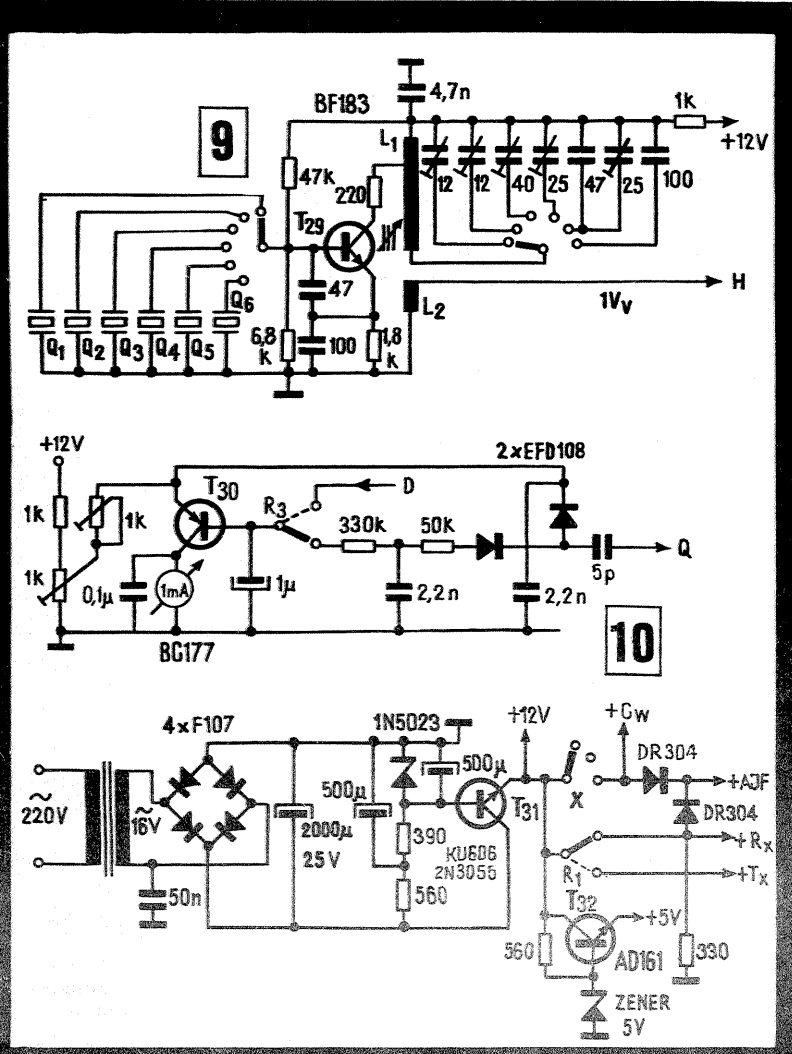 4,7n
BF183
1k
+12V
9
L1
47k
220
12
12
40
25
47
25
100
T29
47
H
1Vv
L2
Q6
Q1
Q2
Q3
Q4
Q5
6,8
k
100
1,8
k
+12V
2xEFD108
T30
D
R3
1k
1k
330k
50k
Q
5p
1k
0,1µ
1mA
1µ
2,2n
2,2n
BC177
10
4xF107
1N5023
+12V
+Cw
DR304
500µ
+AJF
~
220V
~
16V
500µ
X
DR304
T31
2000µ
390
25V
KU606
2N3055
+Rx
R1
+Tx
50n
560
T32
+5V
560
AD161
330
ZENER
5V